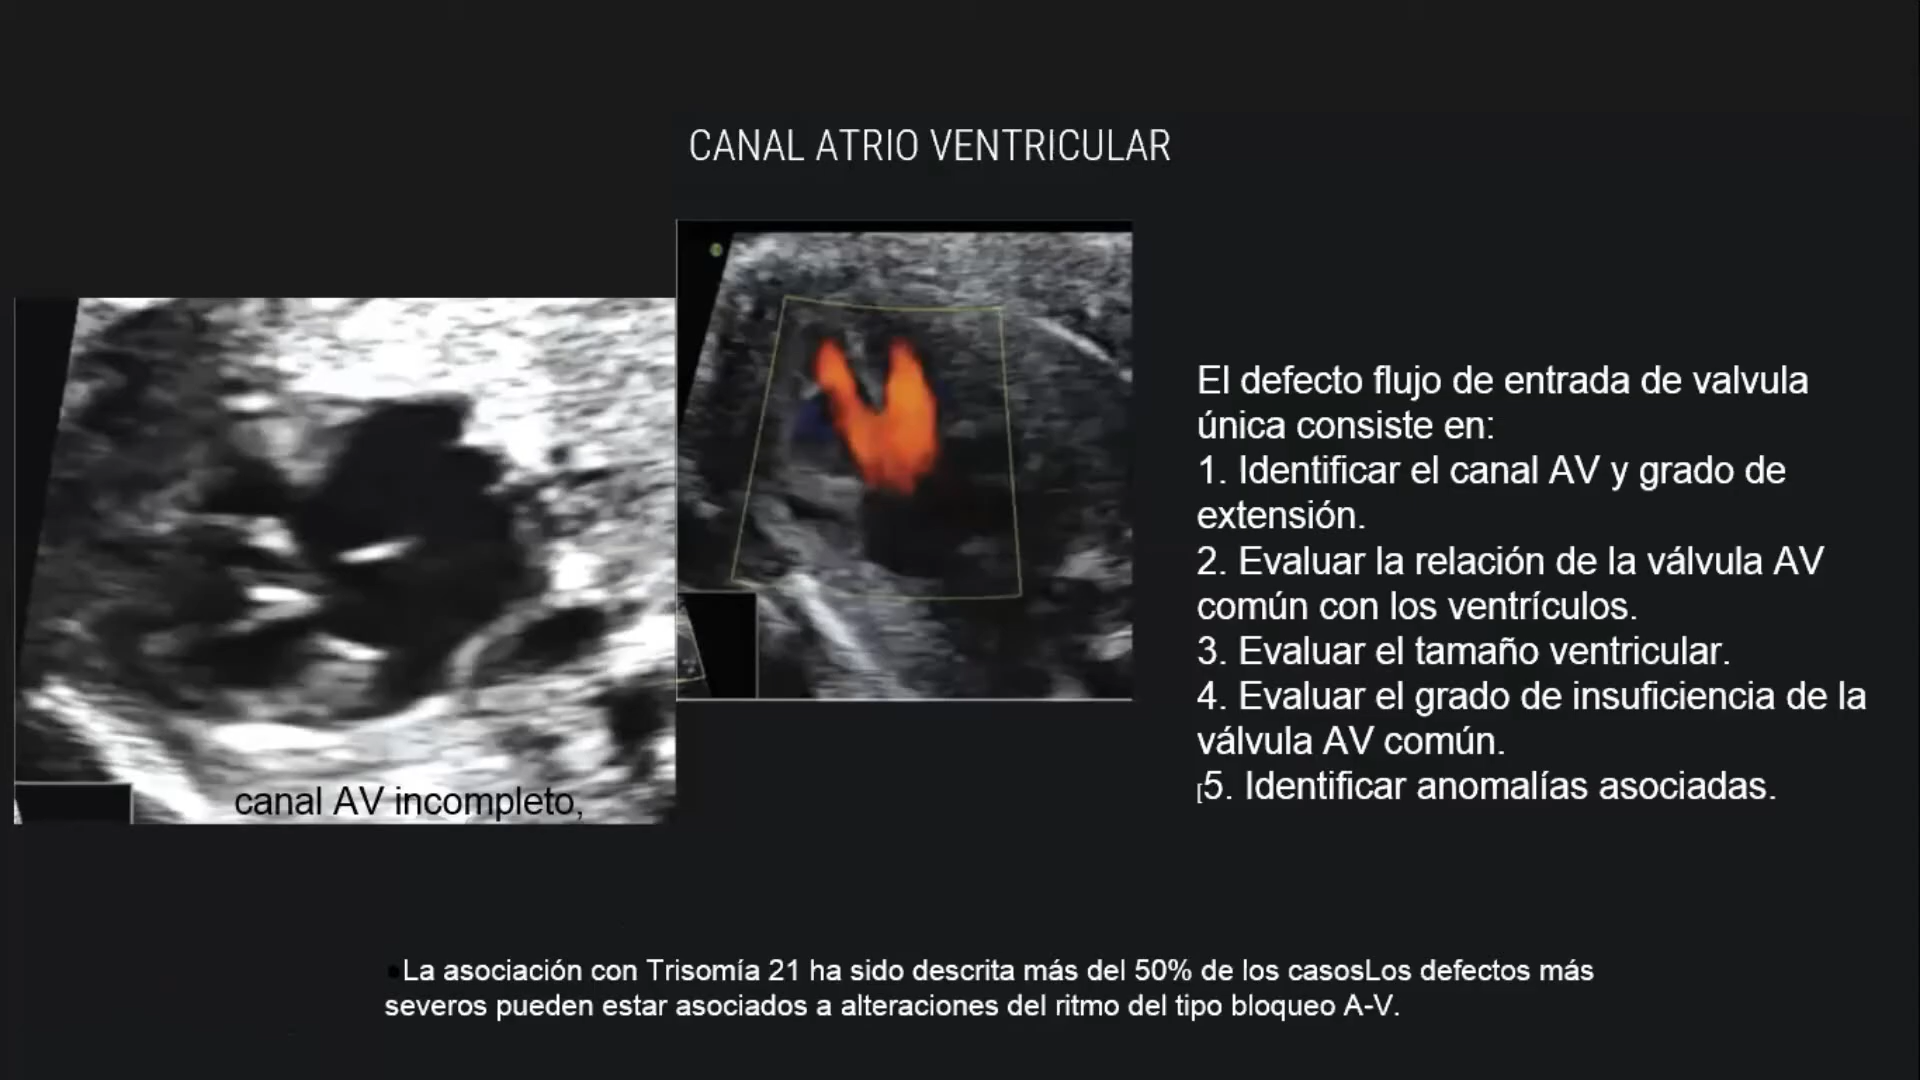 CANAL ATRIO VENTRICULAR
canal AV incompleto,
El defecto flujo de entrada de valvula
única consiste en:
1. Identificar el canal AV y grado de
extensión.
2. Evaluar la relación de la válvula AV
común con los ventrículos.
3. Evaluar el tamaño ventricular.
4. Evaluar el grado de insuficiencia de la
válvula AV común.
[5. Identificar anomalías asociadas.
•La asociación con Trisomía 21 ha sido descrita más del 50% de los casosLos defectos más
severos pueden estar asociados a alteraciones del ritmo del tipo bloqueo A-V.